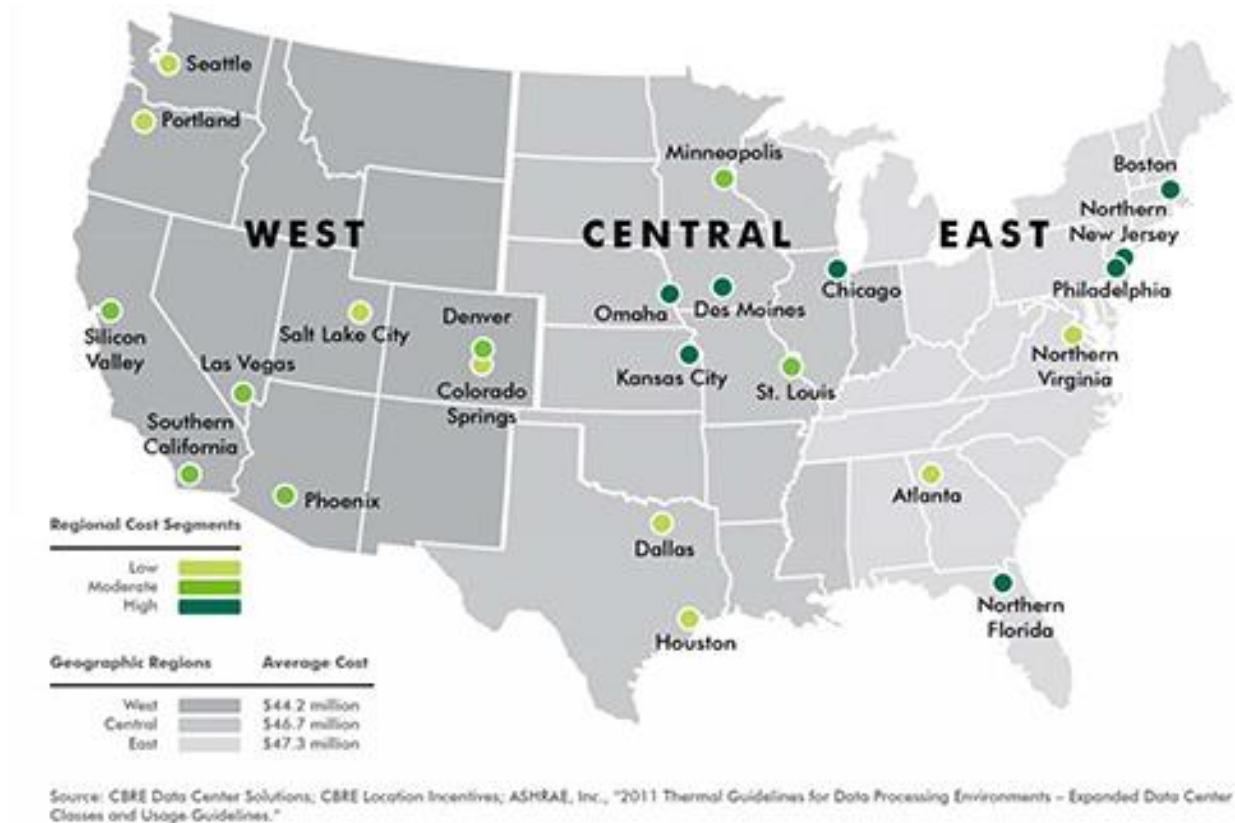 Seattle
Portland
Minneapolis
Boston
Northern
New Jersey
WEST
CENTRAL
EAST
Philadelphia
Chicago
Omaha
Des Moines
Denver
Salt Lake City
Silicon
Valley
Las Vegas
Colorado
Springs
Kansas City
St. Louis
Northern
Virginia
Southern
California
Phoenix
Atlanta
Dallas
Houston
Northern
Florida
Regional Cost Segments
Low
Moderate
High
Geographic Regions Average Cost
West $44.2 million
Central $46.7 million
East $47.3 million
Source: CBRE Data Center Solutions; CBRE Location Incentives; ASHRAE, Inc., "2011 Thermal Guidelines for Data Processing Environments – Expanded Data Center
Classes and Usage Guidelines."